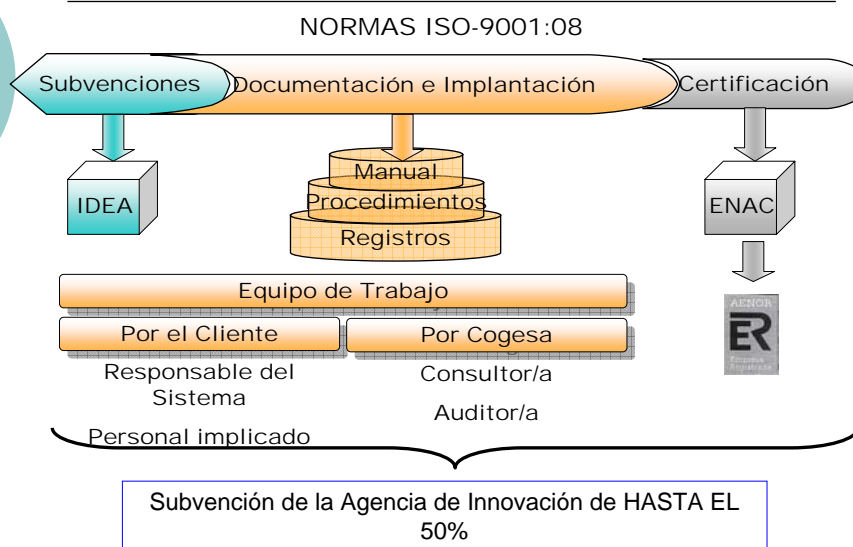 NORMAS ISO-9001:08
Subvenciones
Documentación e Implantación
Certificación
IDEA
Manual
Procedimientos
Registros
ENAC
Equipo de Trabajo
AENOR
ER
Empresa
Registrada
Por el Cliente
Por Cogesa
Responsable del
Sistema
Personal implicado
Consultor/a
Auditor/a
Subvención de la Agencia de Innovación de HASTA EL
50%